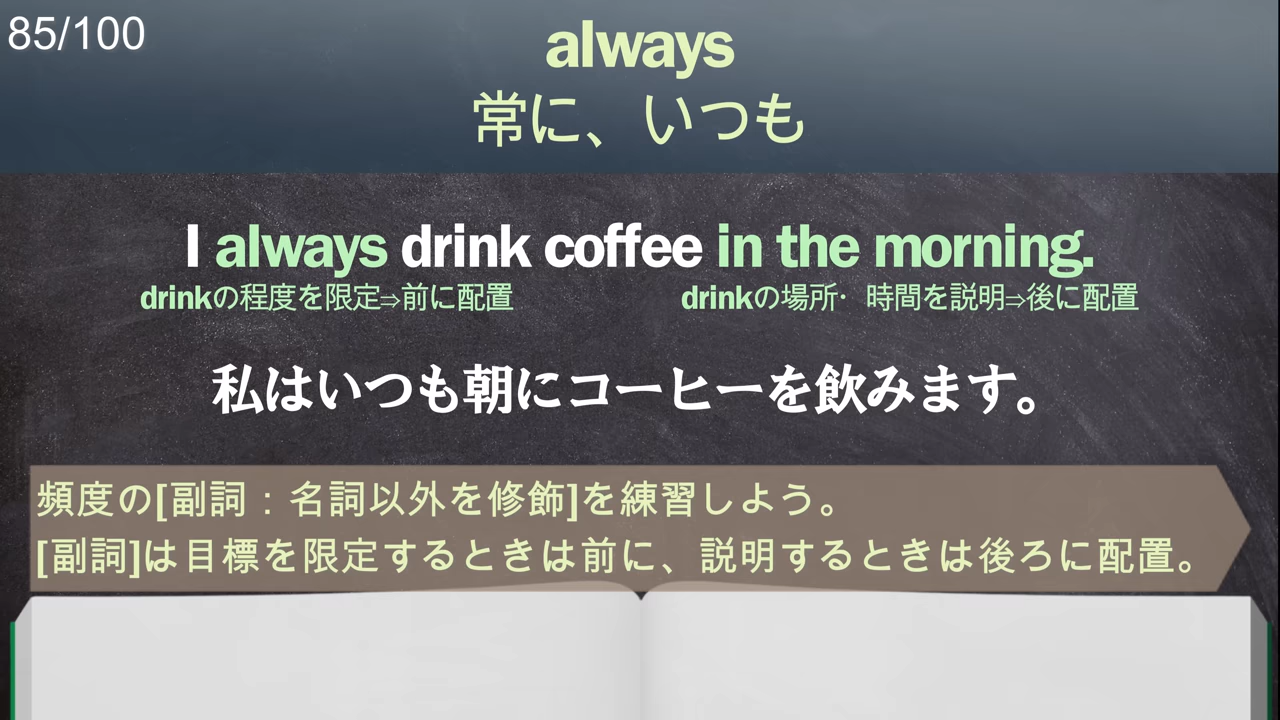 85/100
always
常に、いつも
I always drink coffee in the morning.
drinkの程度を限定⇒前に配置 drinkの場所・時間を説明⇒後に配置
私はいつも朝にコーヒーを飲みます。
頻度の[副詞：名詞以外を修飾]を練習しよう。
[副詞]は目標を限定するときは前に、説明するときは後ろに配置。